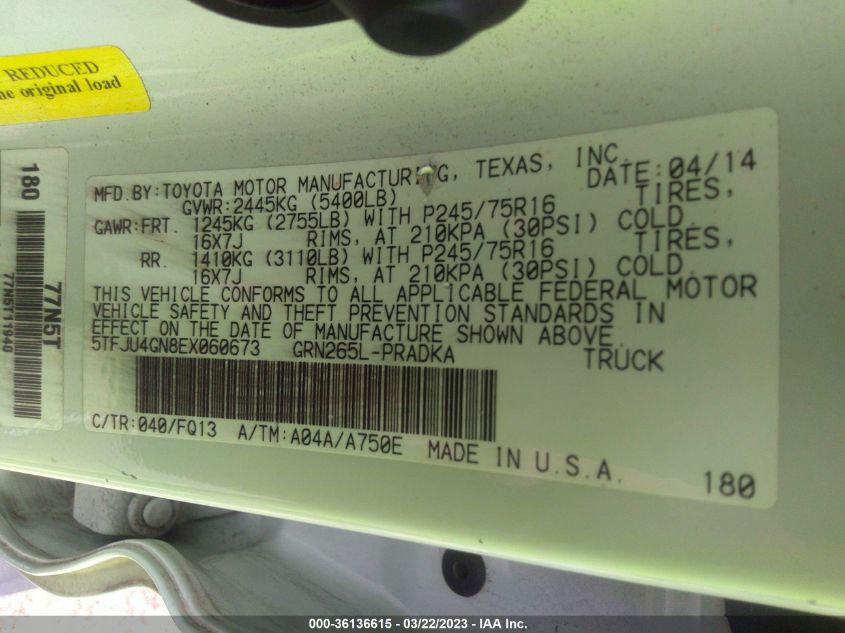 REDUCED
he original load
180
77N5T
77N5T11940
MFD.BY:TOYOTA MOTOR MANUFACTURING, TEXAS, INC. DATE:04/14
GVWR:2445KG (5400LB)
GAWR:FRT. 1245KG (2755LB) WITH P245/75R16 TIRES,
16X7J RIMS, AT 210KPA (30PSI) COLD.
RR. 1410KG (3110LB) WITH P245/75R16 TIRES,
16X7J RIMS, AT 210KPA (30PSI) COLD.
THIS VEHICLE CONFORMS TO ALL APPLICABLE FEDERAL MOTOR
VEHICLE SAFETY AND THEFT PREVENTION STANDARDS IN
EFFECT ON THE DATE OF MANUFACTURE SHOWN ABOVE.
5TFJU4GN8EX060673 GRN265L-PRADKA TRUCK
C/TR:040/FQ13 A/TM:A04A/A750E MADE IN U.S.A.
180
000-36136615 - 03/22/2023 - IAA Inc.